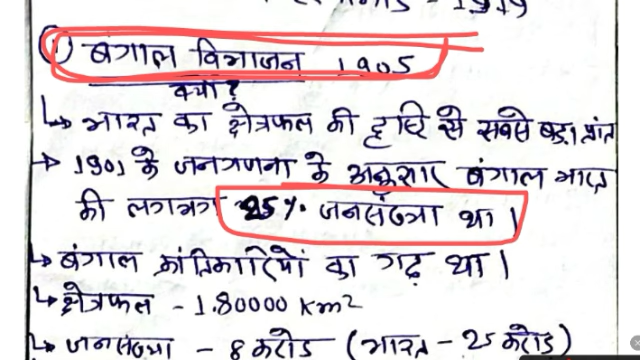 - 1919
① बंगाल विभाजन 1905
क्यों?
↳ भारत का क्षेत्रफल की दृष्टि से सबसे बड़ा प्रांत
→ 1901 के जनगणना के अनुसार बंगाल भारत
की लगभग 25% जनसंख्या था।
↳ बंगाल क्रांतिकारियों का गढ़ था।
↳ क्षेत्रफल - 1.80000 Km²
↳ जनसंख्या - 8 करोड़ (भारत - 25 करोड़)